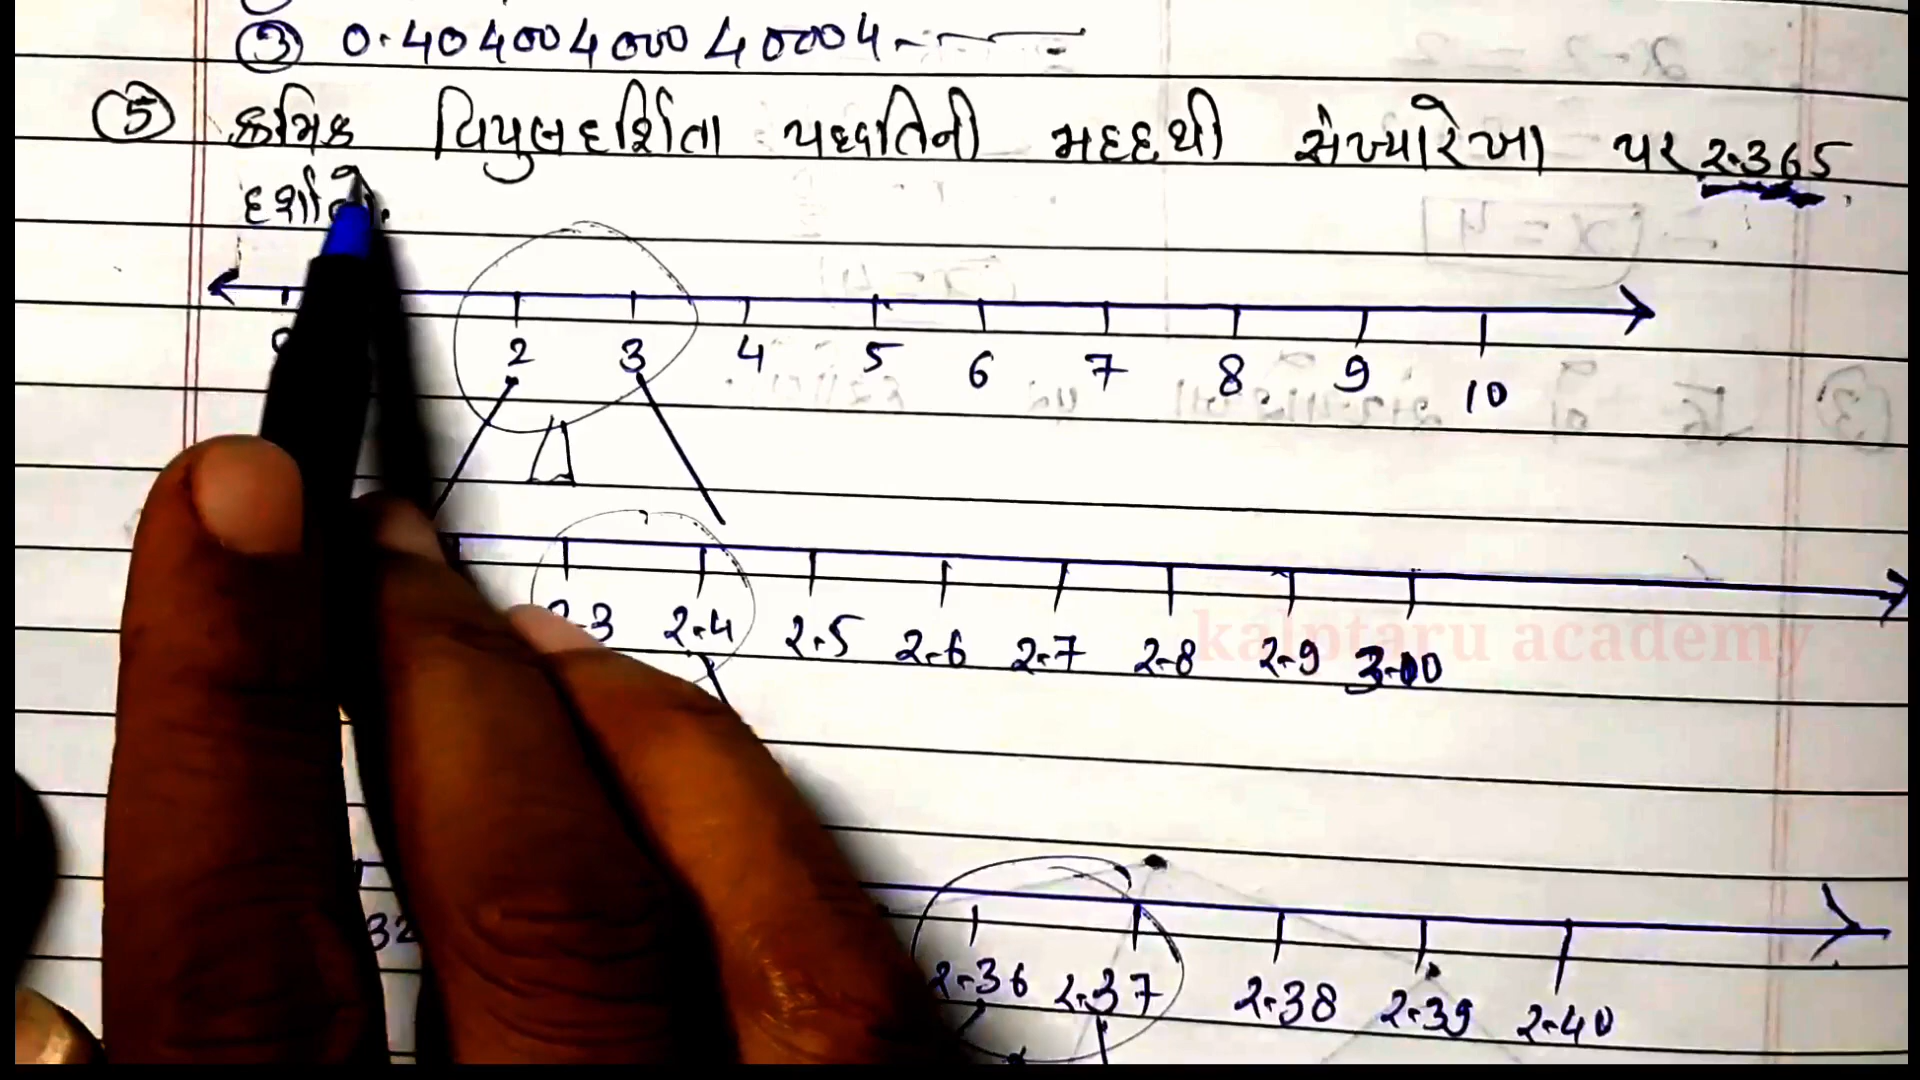 ③ 0.404004000400004
⑤ ક્રમિક વિપુલદર્શિતા પધ્ધતિની મદદથી સંખ્યારેખા પર 2.365
દર્શાવો.
2 3 4 5 6 7 8 9 10
2.4 2.5 2.6 2.7 2.8 2.9 3.00
kalptaru academy
2.36 2.37 2.38 2.39 2.40